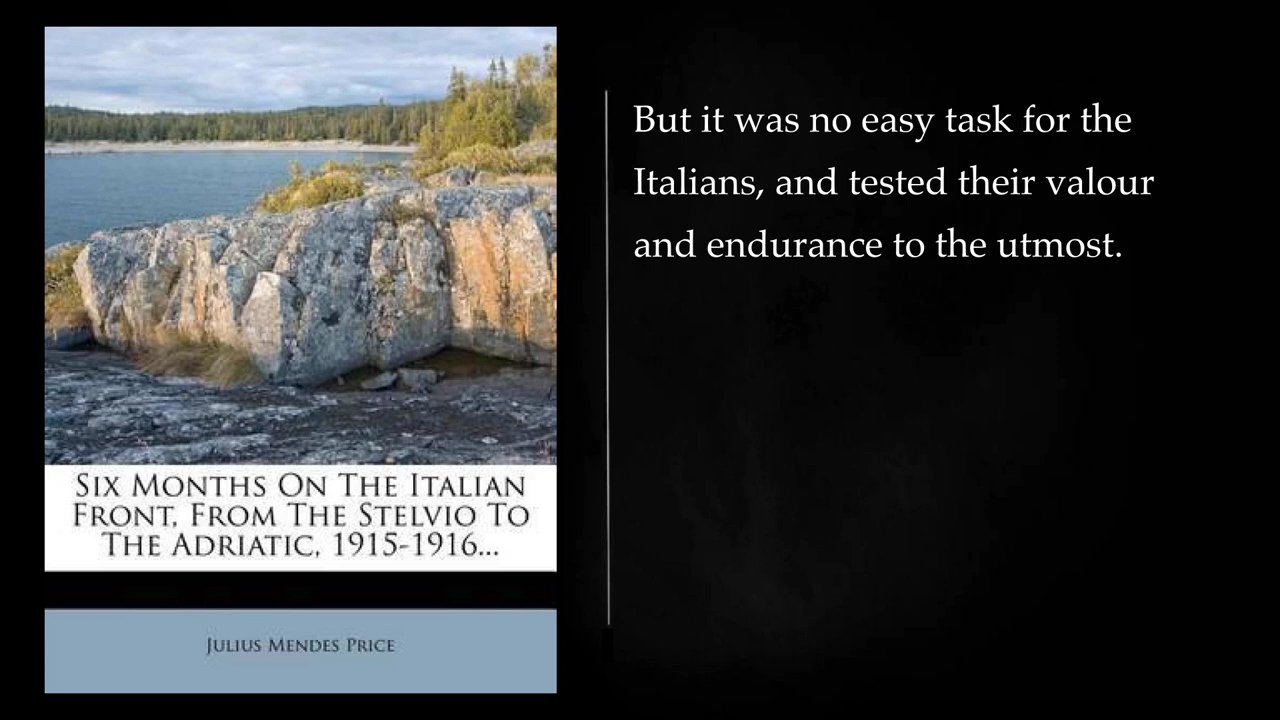 Six Months On The Italian
Front, From The Stelvio To
The Adriatic, 1915-1916...
Julius Mendes Price
But it was no easy task for the
Italians, and tested their valour
and endurance to the utmost.